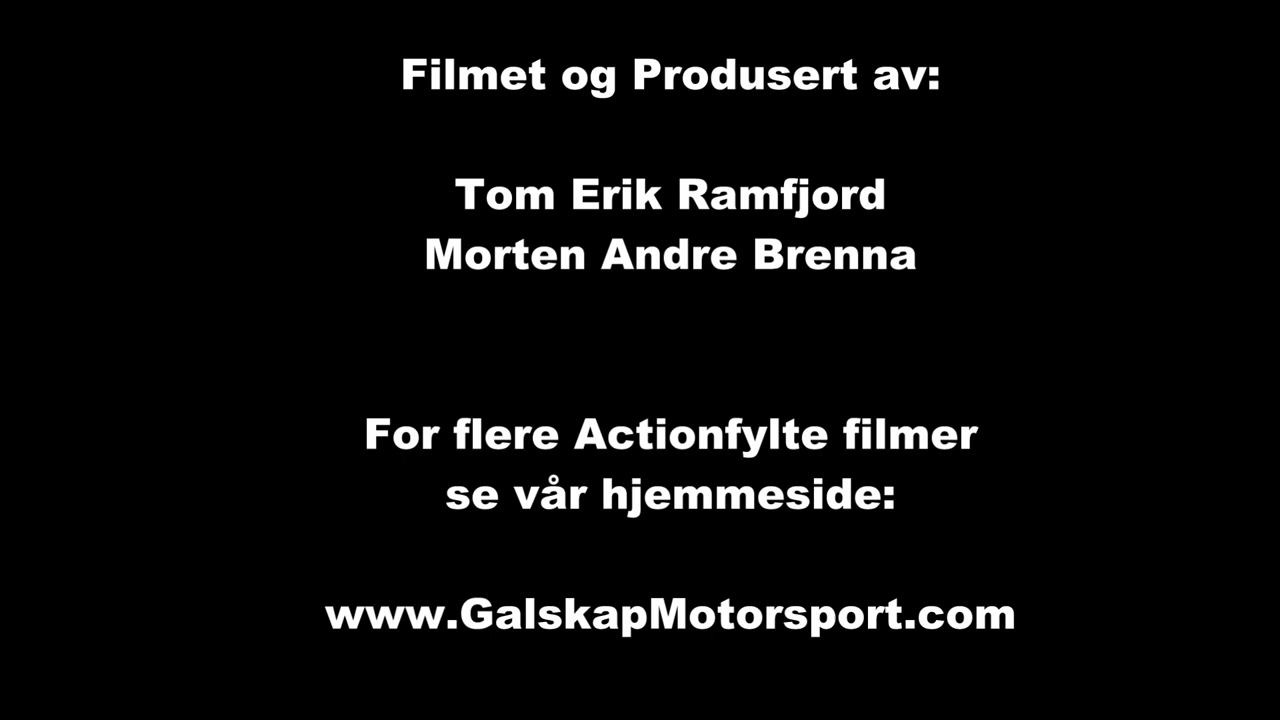 Filmet og Produsert av:
Tom Erik Ramfjord
Morten Andre Brenna
For flere Actionfylte filmer
se vår hjemmeside:
www.GalskapMotorsport.com